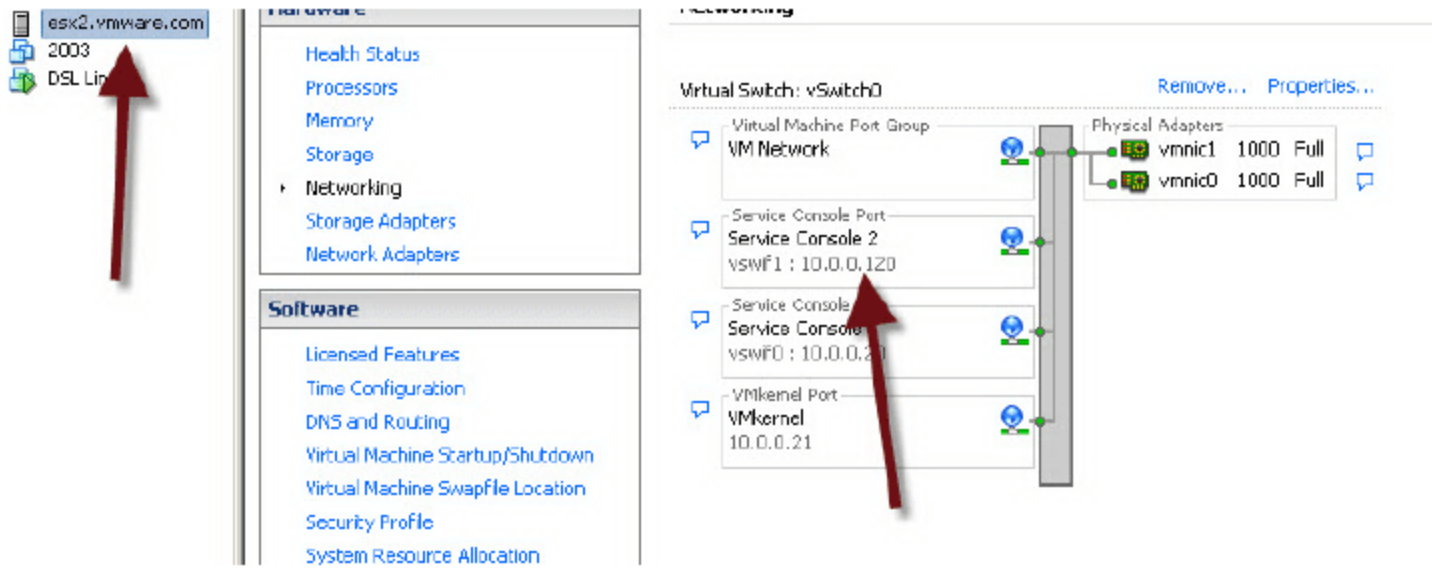 esx2.vmware.com
2003
DSL Lin
Hardware
Health Status
Processors
Memory
Storage
Networking
Storage Adapters
Network Adapters
Software
Licensed Features
Time Configuration
DNS and Routing
Virtual Machine Startup/Shutdown
Virtual Machine Swapfile Location
Security Profile
System Resource Allocation
Networking
Virtual Switch: vSwitch0
Remove... Properties...
Virtual Machine Port Group
VM Network
Physical Adapters
vmnic1 1000 Full
vmnic0 1000 Full
Service Console Port
Service Console 2
vswif1 : 10.0.0.120
Service Console
Service Console
vswif0 : 10.0.0.20
VMkernel Port
VMkernel
10.0.0.21